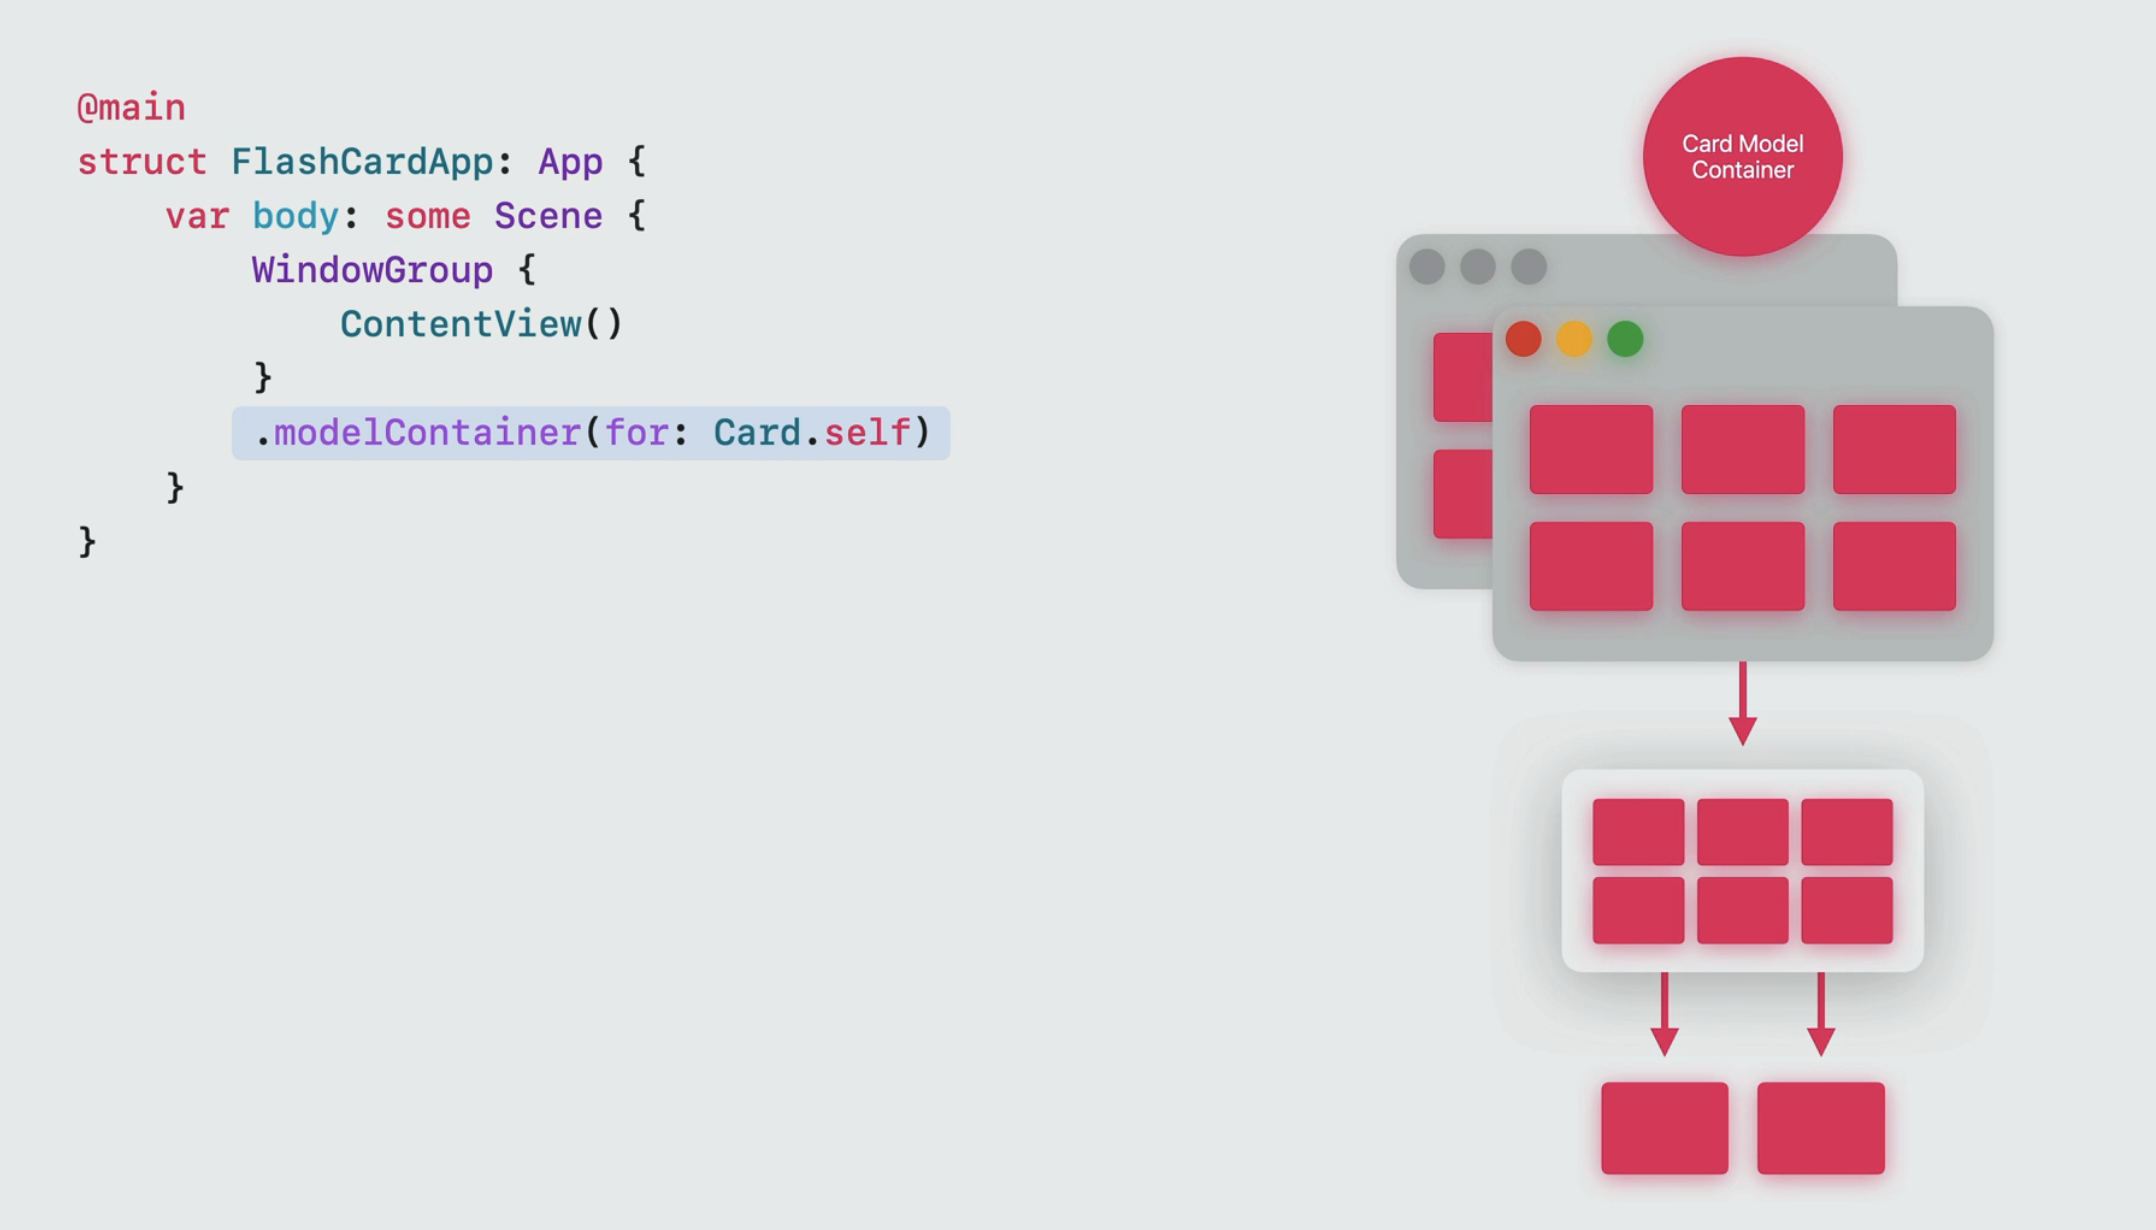 @main
struct FlashCardApp: App {
    var body: some Scene {
        WindowGroup {
            ContentView()
        }
        .modelContainer(for: Card.self)
    }
}
Card Model
Container